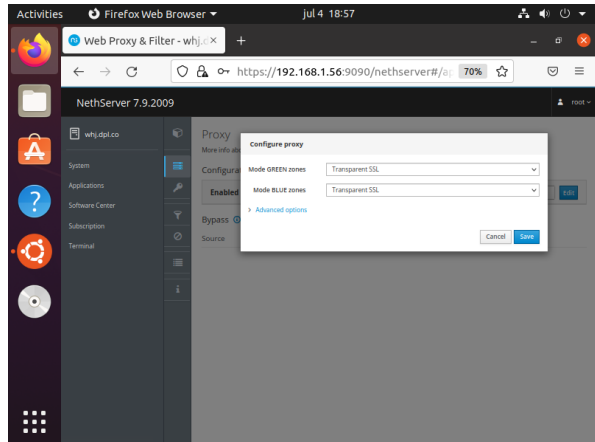 Activities Firefox Web Browser jul 4 18:57
Web Proxy & Filter - whj.d
https://192.168.1.56:9090/nethserver#/a 70%
NethServer 7.9.2009 root
whj.dpl.co
System
Applications
Software Center
Subscription
Terminal
Proxy
More info ab
Configura
Enabled Edit
Bypass
Source
Configure proxy
Mode GREEN zones Transparent SSL
Mode BLUE zones Transparent SSL
Advanced options
Cancel Save